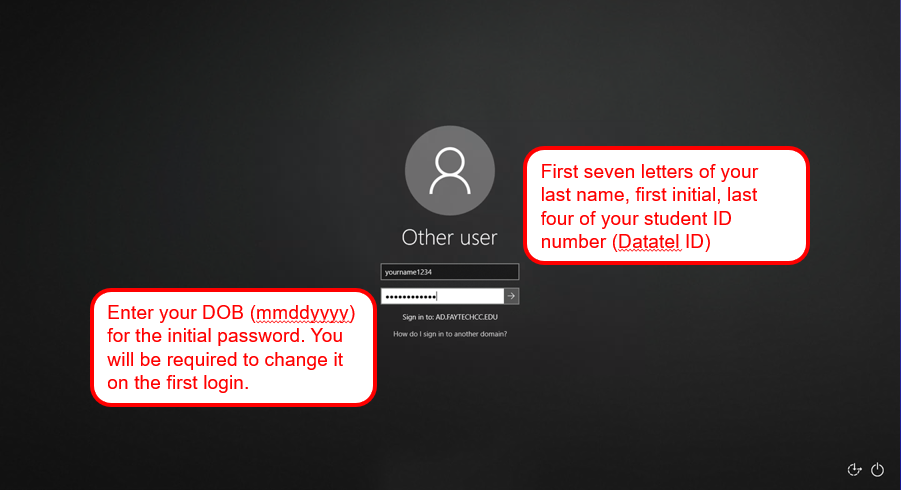 First seven letters of your
last name, first initial, last
four of your student ID
number (Datatel ID)
Other user
yourname1234
Enter your DOB (mmddyyyy)
for the initial password. You
will be required to change it
on the first login.
Sign in to: AD.FAYTECHCC.EDU
How do I sign in to another domain?